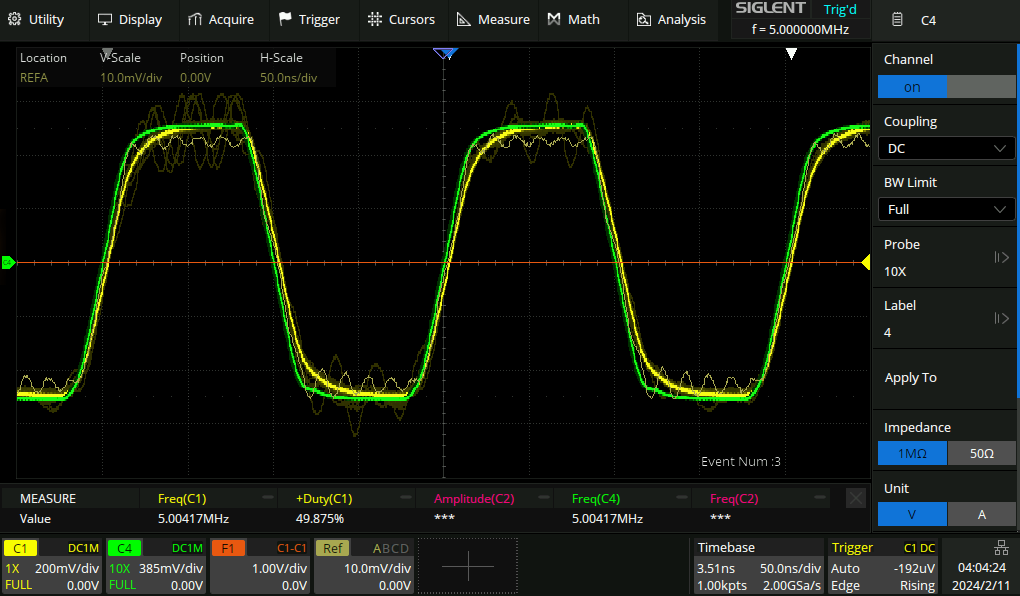 Utility Display Acquire Trigger Cursors Measure Math Analysis SIGLENT Trig'd
f = 5.000000MHz
C4
Location V-Scale Position H-Scale
REFA 10.0mV/div 0.00V 50.0ns/div
Event Num :3
Channel
on
Coupling
DC
BW Limit
Full
Probe
10X
Label
4
Apply To
Impedance
1MΩ 50Ω
Unit
V A
MEASURE Freq(C1) +Duty(C1) Amplitude(C2) Freq(C4) Freq(C2)
Value 5.00417MHz 49.875% *** 5.00417MHz ***
C1 DC1M C4 DC1M F1 C1-C1 Ref ABCD Timebase Trigger C1 DC
1X 200mV/div 10X 385mV/div 1.00V/div 10.0mV/div 3.51ns 50.0ns/div Auto -192uV 04:04:24
FULL 0.00V FULL 0.00V 0.0V 0.00V 1.00kpts 2.00GSa/s Edge Rising 2024/2/11